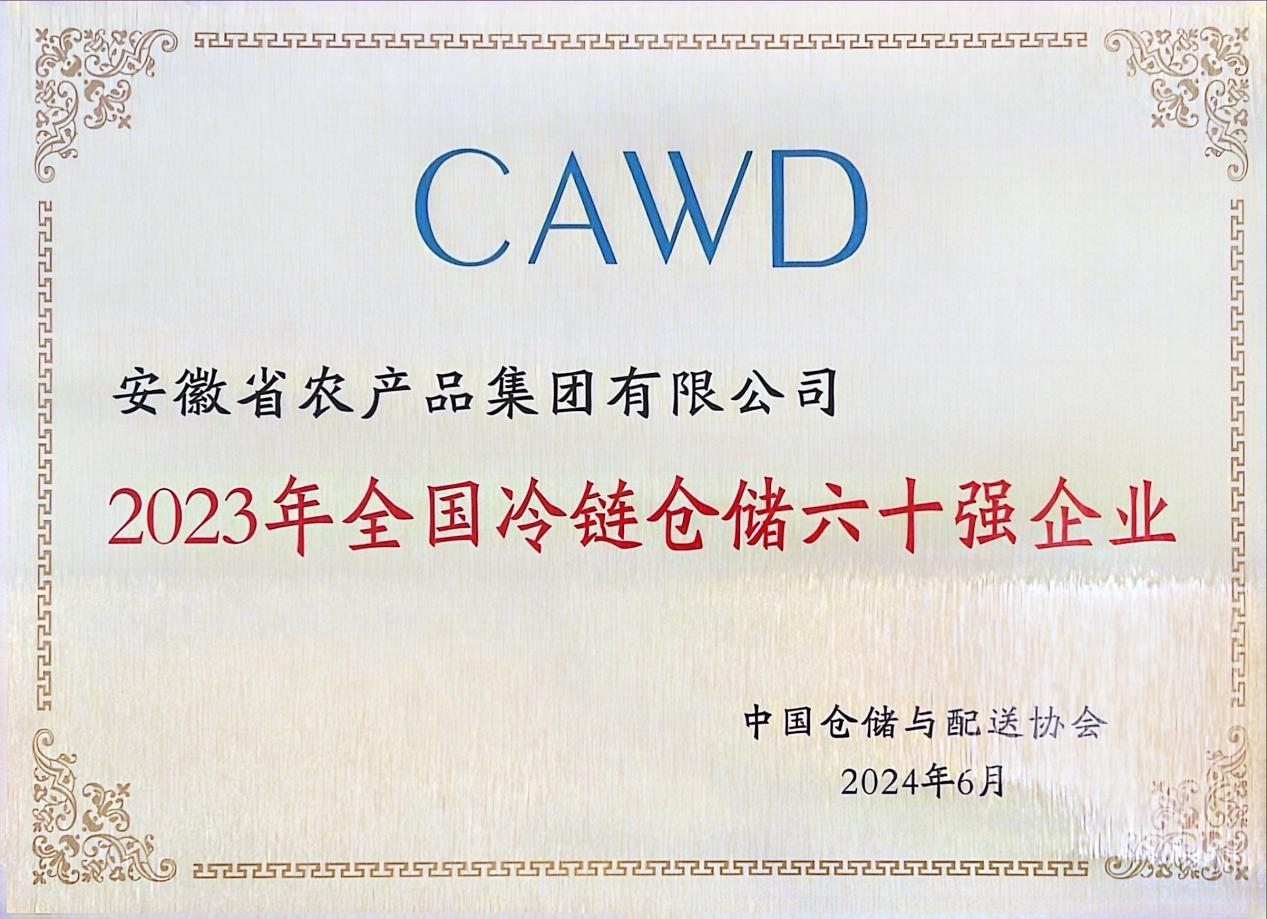 CAWD
安徽省农产品集团有限公司
2023年全国冷链仓储六十强企业
中国仓储与配送协会
2024年6月